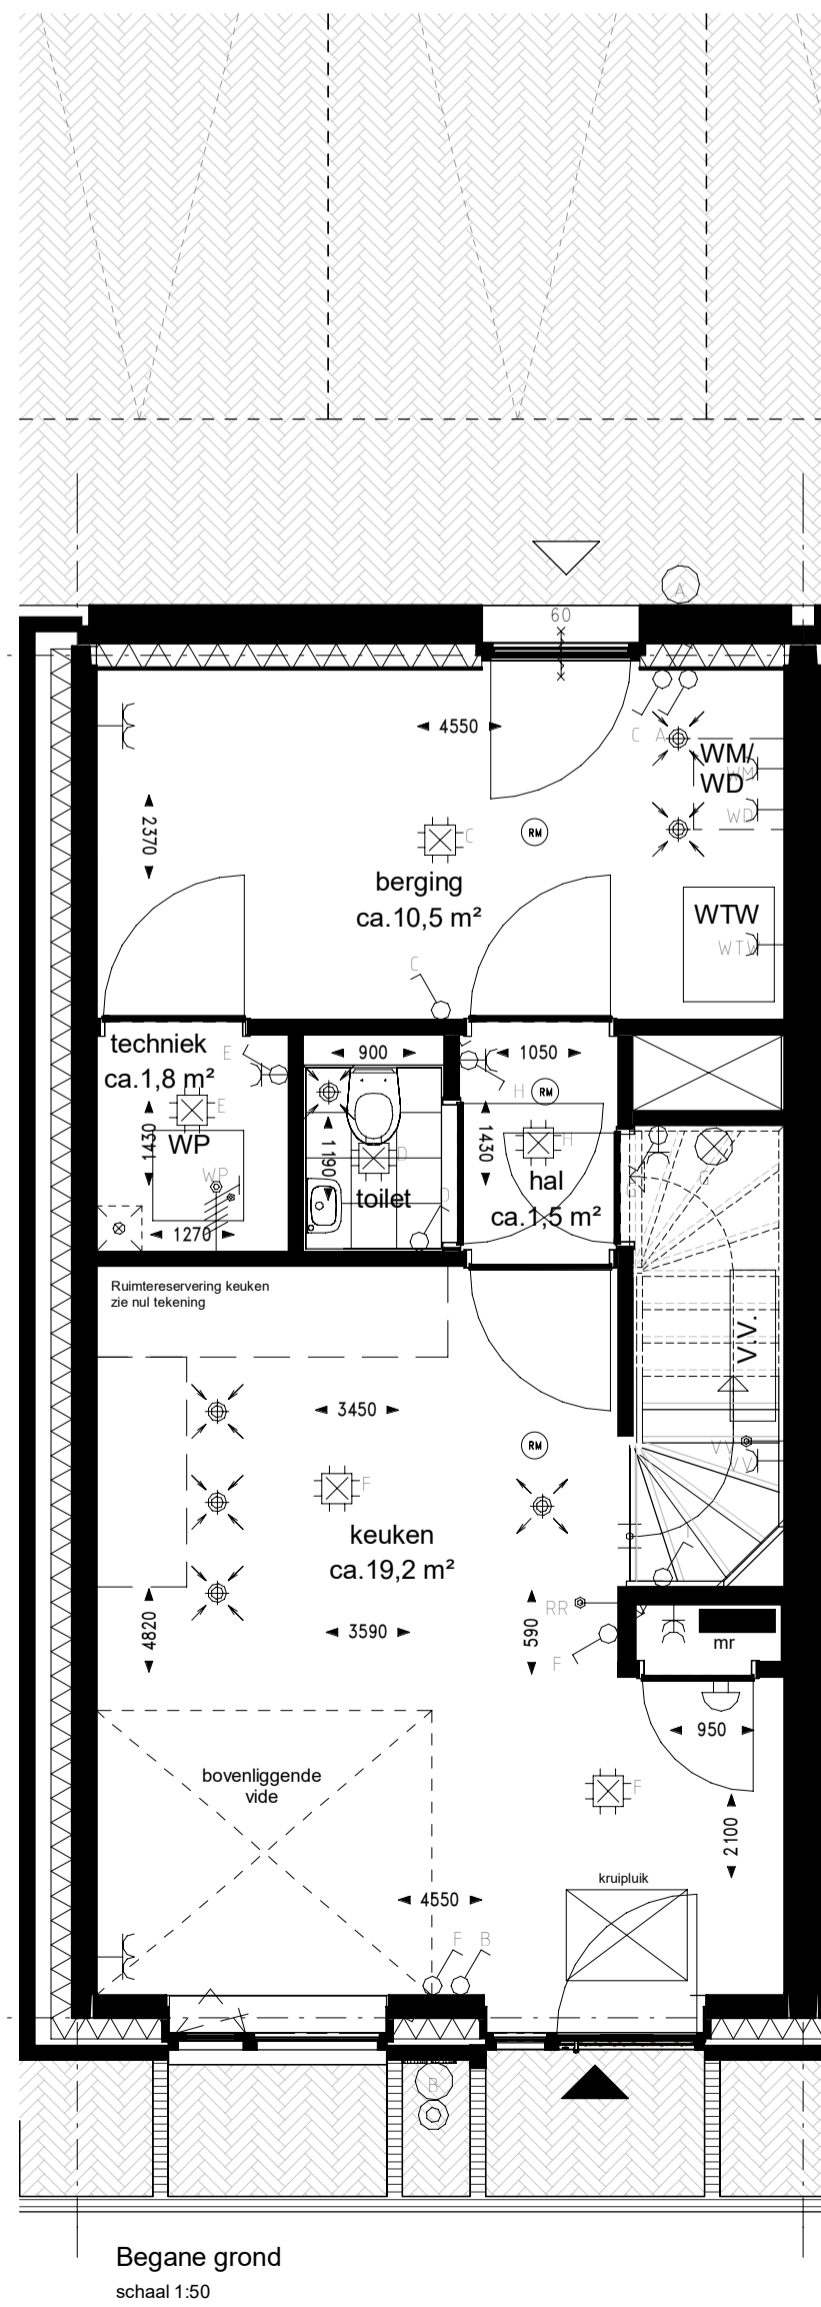 A
60
C A
4550
WM/
WM
WD
WD
2370
C
RM
berging
ca.10,5 m²
WTW
WTW
C
techniek
ca.1,8 m²
E
E
900
1050
H
RM
1430
WP
WP
1190
D
toilet
D
1430
H
hal
ca.1,5 m²
G
1270
Ruimtereservering keuken
zie nul tekening
V.V.
3450
RM
VV
VV
F
keuken
ca.19,2 m²
4820
3590
590
RR
F
mr
950
bovenliggende
vide
F
2100
kruipluik
4550
F B
B
Begane grond
schaal 1:50